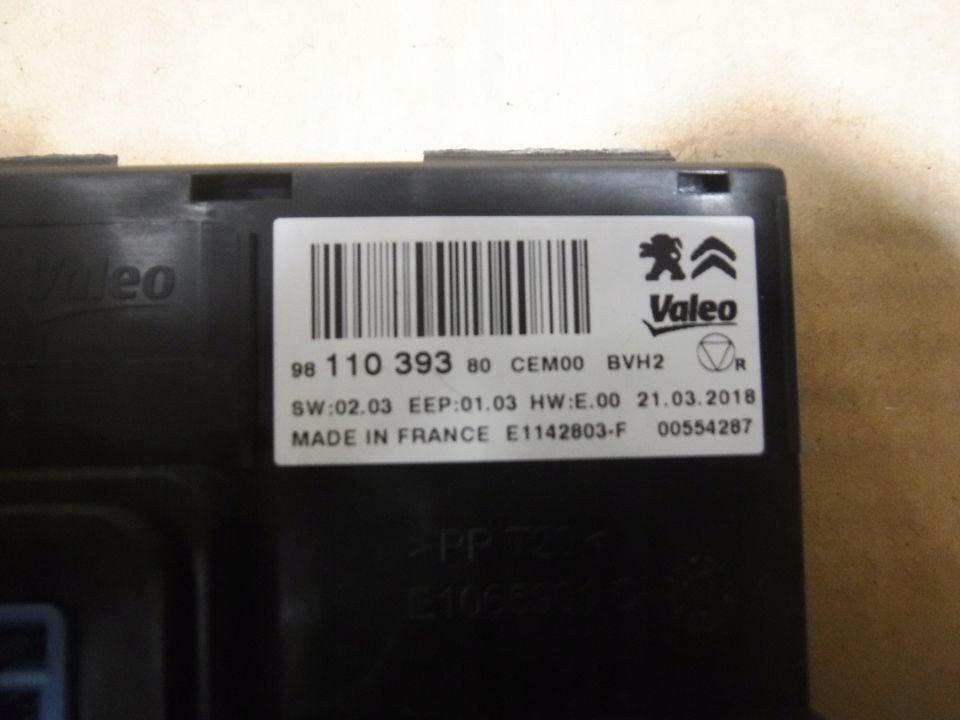 Valeo
Valeo
98 110 393 80 CEM00 BVH2 R
SW:02.03 EEP:01.03 HW:E.00 21.03.2018
MADE IN FRANCE E1142803-F 00554287